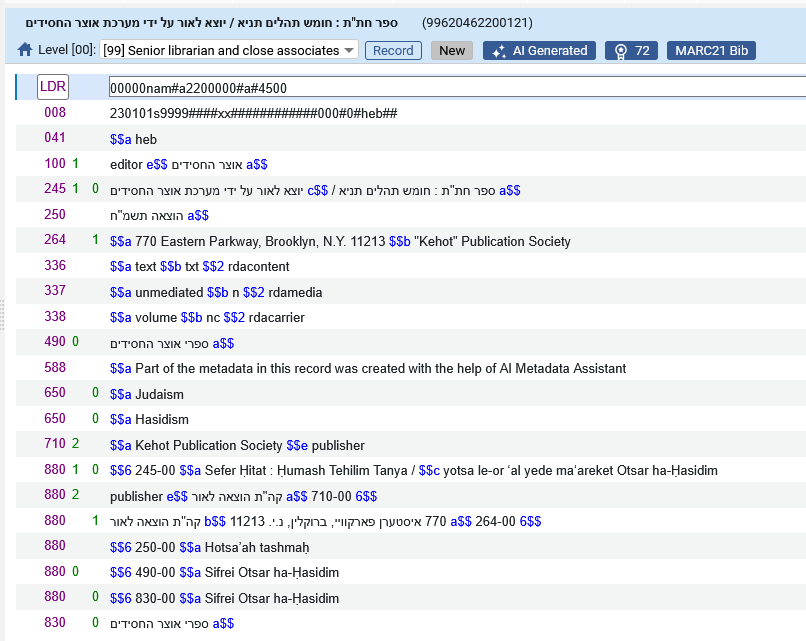 ספר חת"ת : חומש תהלים תניא / יוצא לאור על ידי מערכת אוצר החסידים (99620462200121)
Level [00]: [99] Senior librarian and close associates Record New AI Generated 72 MARC21 Bib
LDR 00000nam#a2200000#a#4500
008 230101s9999####xx############000#0#heb##
041 $$a heb
100 1 $$a אוצר החסידים $$e editor
245 1 0 $$a ספר חת"ת : חומש תהלים תניא / $$c יוצא לאור על ידי מערכת אוצר החסידים
250 $$a הוצאה תשמ"ח
264 1 $$a 770 Eastern Parkway, Brooklyn, N.Y. 11213 $$b "Kehot" Publication Society
336 $$a text $$b txt $$2 rdacontent
337 $$a unmediated $$b n $$2 rdamedia
338 $$a volume $$b nc $$2 rdacarrier
490 0 $$a ספרי אוצר החסידים
588 $$a Part of the metadata in this record was created with the help of AI Metadata Assistant
650 0 $$a Judaism
650 0 $$a Hasidism
710 2 $$a Kehot Publication Society $$e publisher
880 1 0 $$6 245-00 $$a Sefer Ḥitat : Ḥumash Tehilim Tanya / $$c yotsa le-or ʻal yede maʻareket Otsar ha-Ḥasidim
880 2 $$6 710-00 $$a קה"ת הוצאה לאור $$e publisher
880 1 $$6 264-00 $$a 770 איסטערן פארקוויי, ברוקלין, נ.י. 11213 $$b קה"ת הוצאה לאור
880 $$6 250-00 $$a Hotsaʼah tashmaḥ
880 0 $$6 490-00 $$a Sifrei Otsar ha-Ḥasidim
880 0 $$6 830-00 $$a Sifrei Otsar ha-Ḥasidim
830 0 $$a ספרי אוצר החסידים